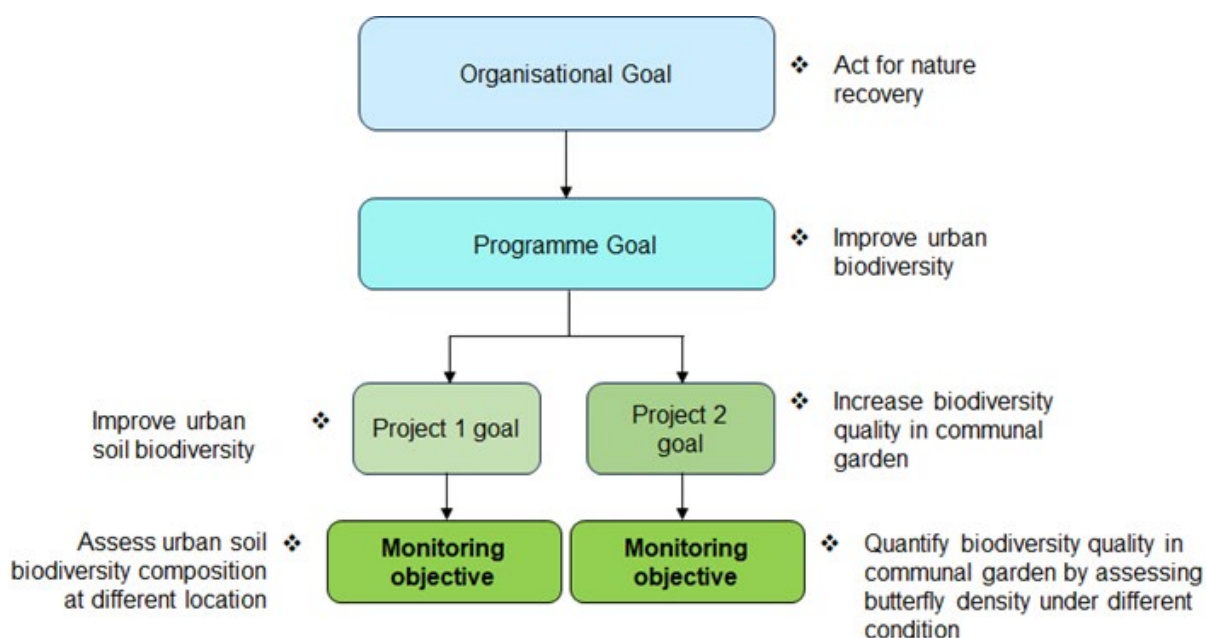 Organisational Goal
❖ Act for nature
recovery
Programme Goal
❖ Improve urban
biodiversity
Improve urban ❖
soil biodiversity
Project 1 goal
Project 2
goal
❖ Increase biodiversity
quality in communal
garden
Assess urban soil ❖
biodiversity composition
at different location
Monitoring
objective
Monitoring
objective
❖ Quantify biodiversity quality in
communal garden by assessing
butterfly density under different
condition